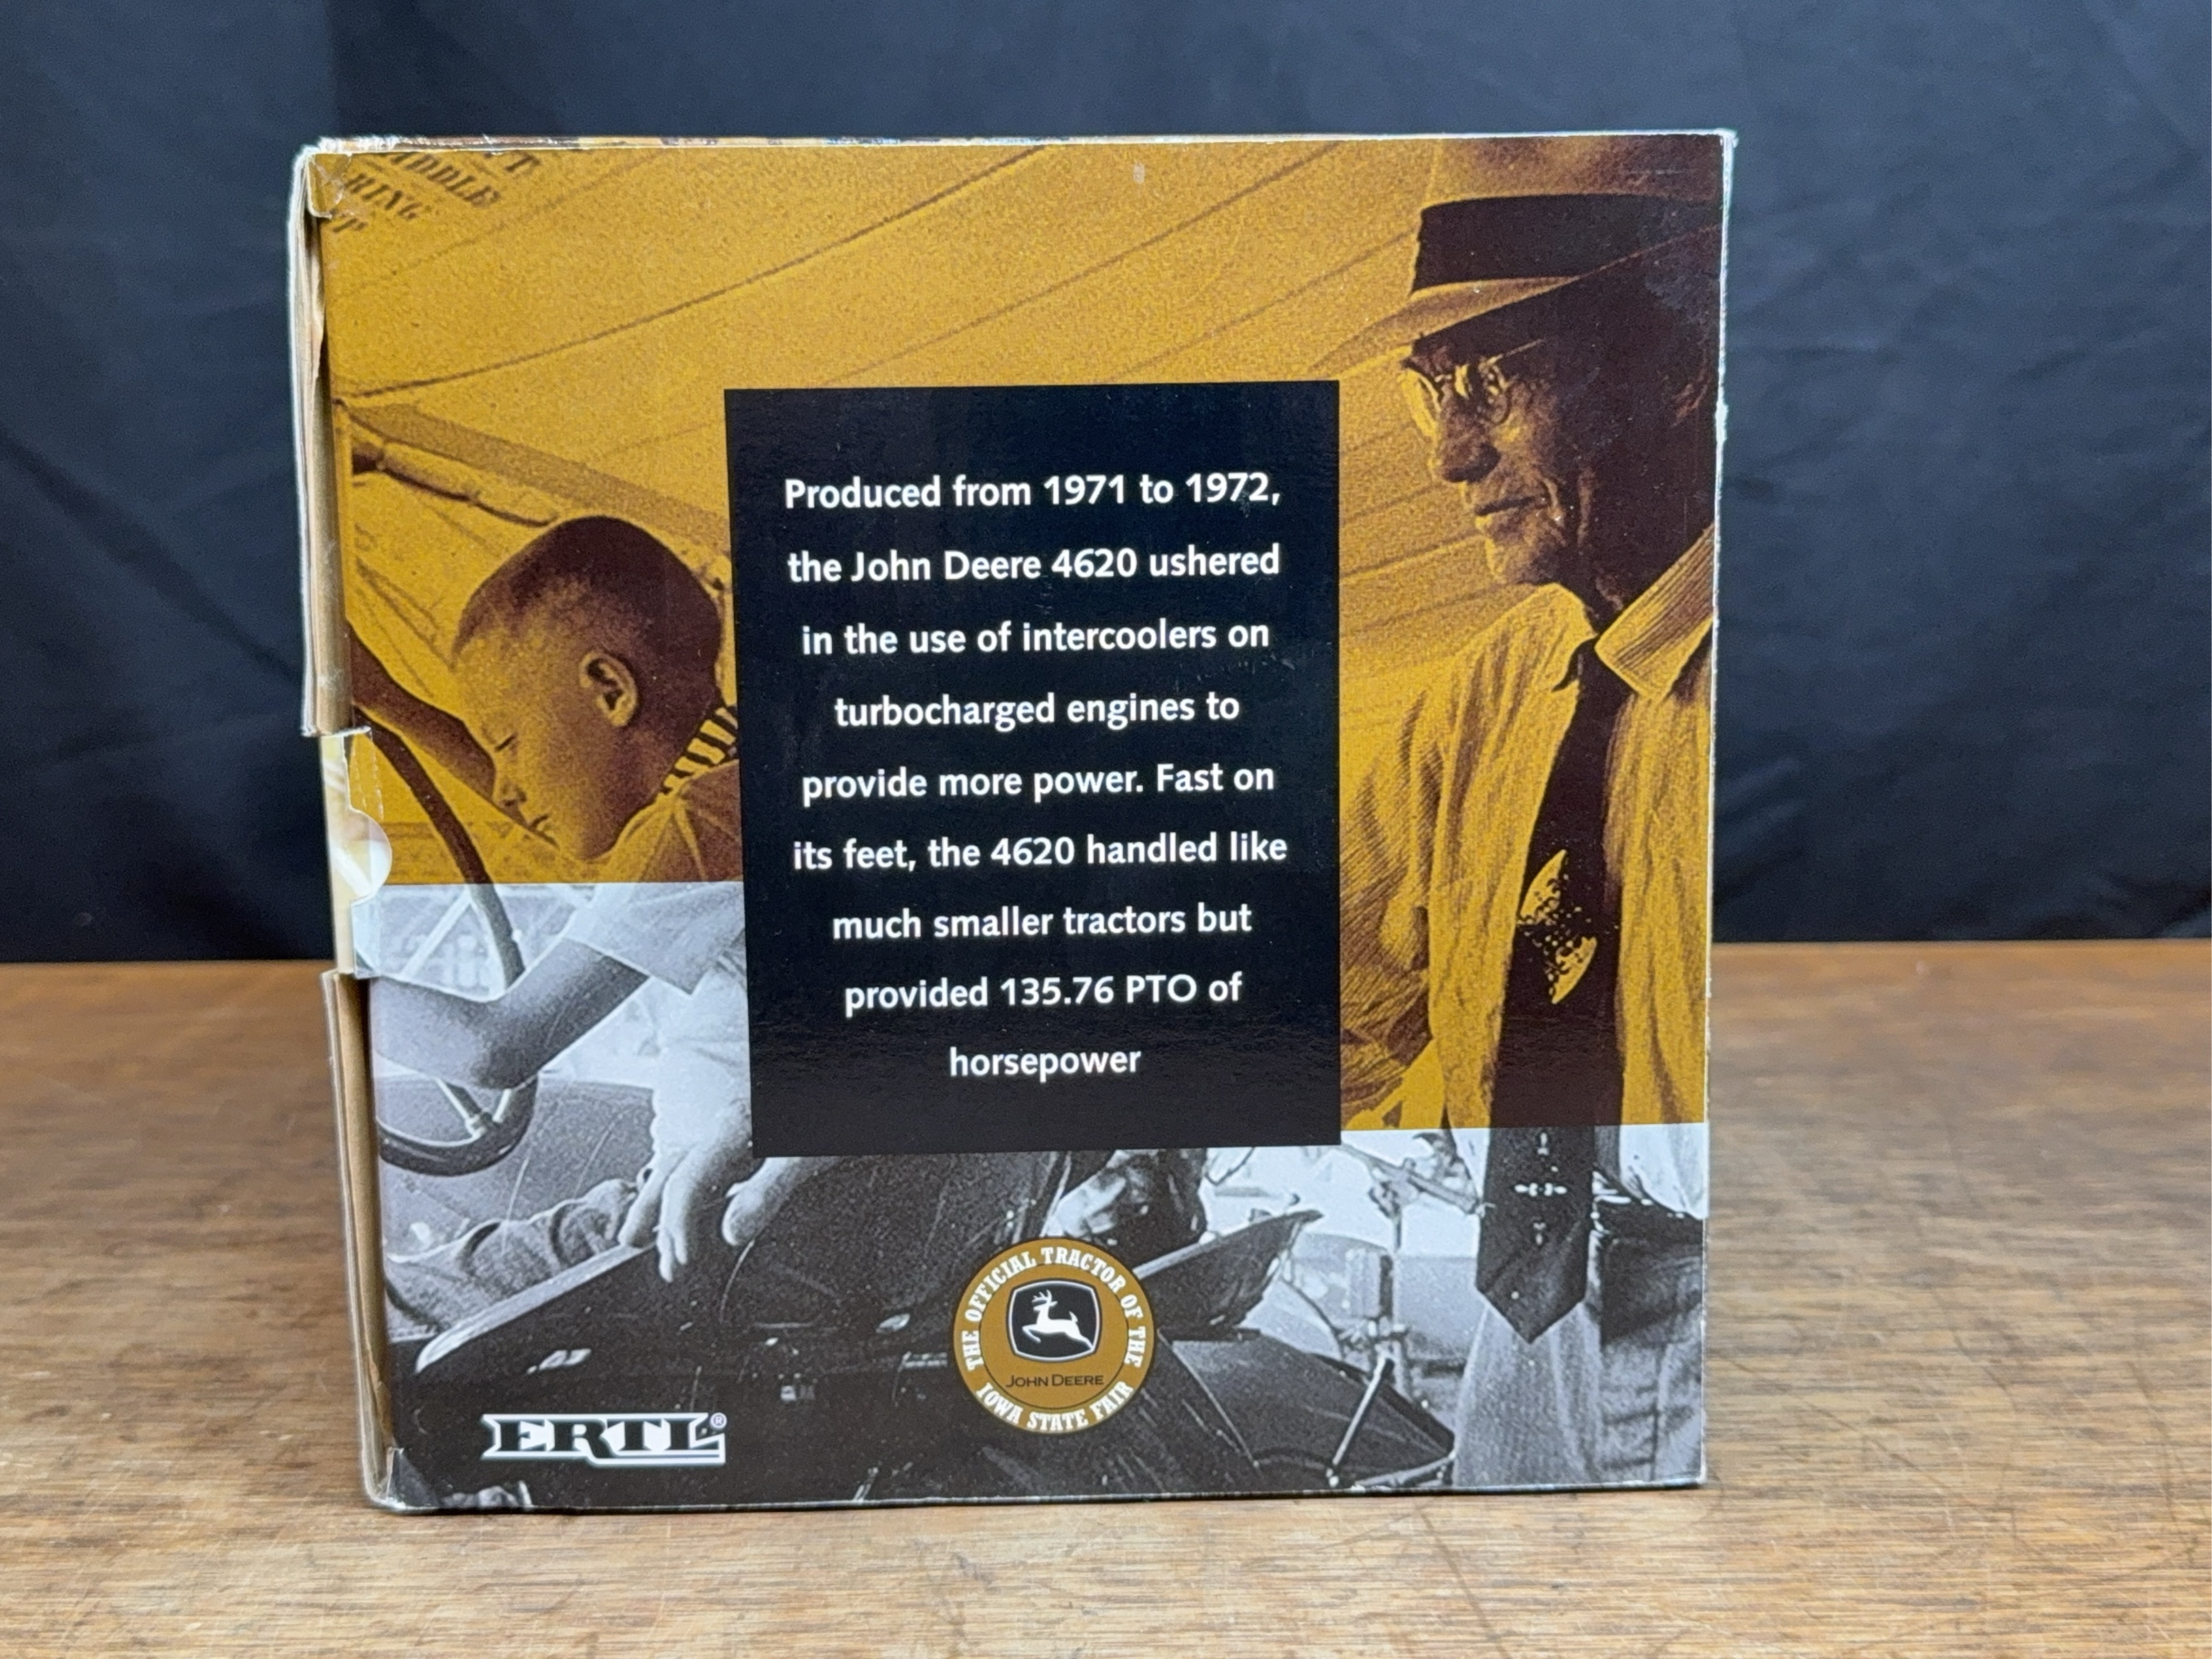 Produced from 1971 to 1972,
the John Deere 4620 ushered
in the use of intercoolers on
turbocharged engines to
provide more power. Fast on
its feet, the 4620 handled like
much smaller tractors but
provided 135.76 PTO of
horsepower
THE OFFICIAL TRACTOR OF THE
JOHN DEERE
IOWA STATE FAIR
ERTL®